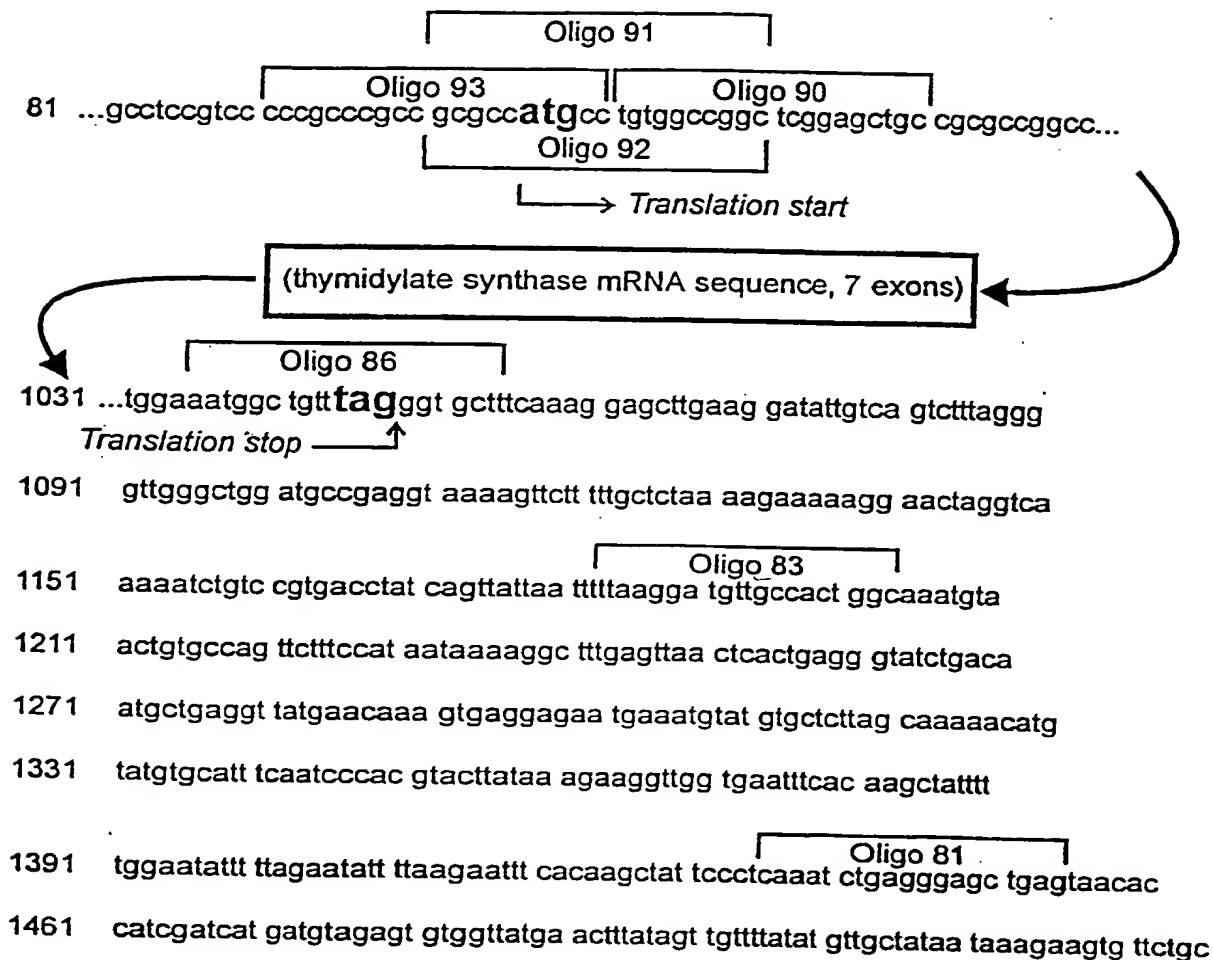 Oligo 91
Oligo 93 Oligo 90
81 ...gcctccgtcc cccgcccgcc gcgccatgcc tgtggccggc tcggagctgc cgcgccggcc...
Oligo 92
Translation start
(thymidylate synthase mRNA sequence, 7 exons)
Oligo 86
1031 ...tggaaatggc tgtttagggt gctttcaaag gagcttgaag gatattgtca gtctttaggg
Translation stop
1091 gttgggctgg atgccgaggt aaaagttctt tttgctctaa aagaaaaagg aactaggtca
Oligo 83
1151 aaaatctgtc cgtgacctat cagttattaa tttttaagga tgttgccact ggcaaatgta
1211 actgtgccag ttctttccat aataaaaggc tttgagttaa ctcactgagg gtatctgaca
1271 atgctgaggt tatgaacaaa gtgaggagaa tgaaatgtat gtgctcttag caaaaacatg
1331 tatgtgcatt tcaatcccac gtacttataa agaaggttgg tgaatttcac aagctatttt
Oligo 81
1391 tggaatattt ttagaatatt ttaagaattt cacaagctat tccctcaaat ctgagggagc tgagtaacac
1461 catcgatcat gatgtagagt gtggttatga actttatagt tgttttatat gttgctataa taaagaagtg ttctgc